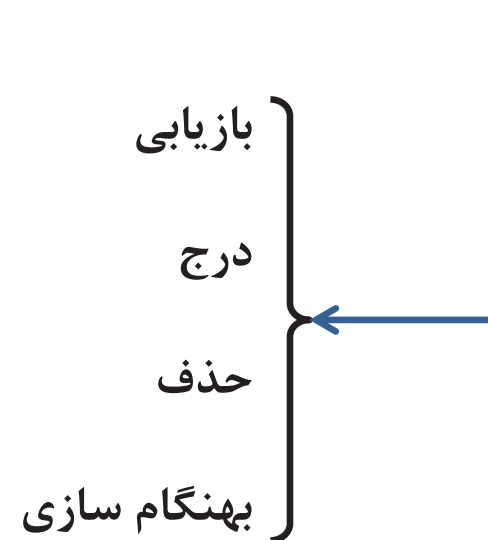 بازیابی
درج
حذف
بهنگام سازی